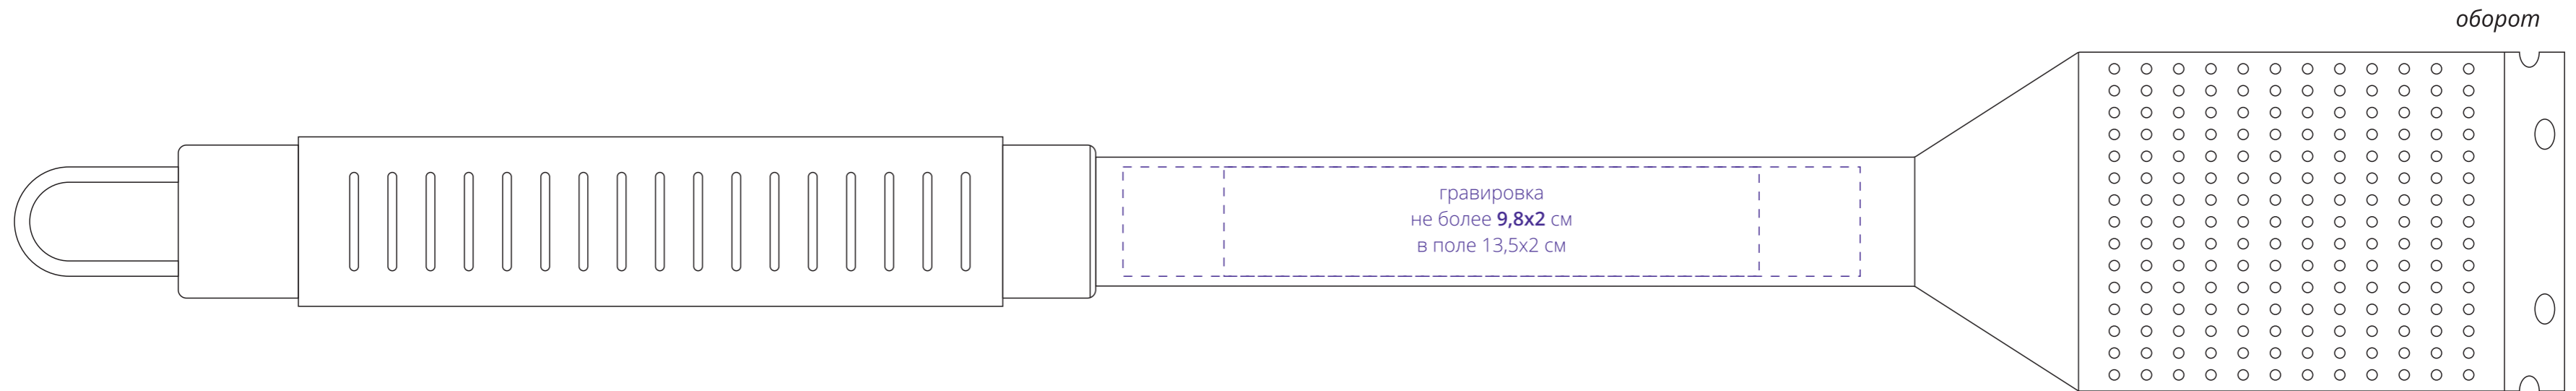 оборот
гравировка
не более 9,8х2 см
в поле 13,5х2 см